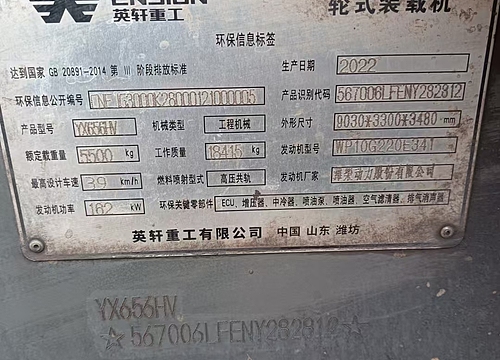 ENSIGN
英轩重工 轮式装载机
环保信息标签
达到国家 GB 20891-2014 第 III 阶段排放标准 生产日期 2022
环保信息公开编号 产品识别代码 567006LFENY282812
产品型号 YX656HV 机械类型 工程机械 外形尺寸 9030*3300*3480 mm
额定载重量 5500 kg 工作质量 18415 kg 发动机型号 WP10G220E341
最高设计车速 39 km/h 燃料喷射型式 高压共轨 发动机厂家 潍柴动力股份有限公司
发动机功率 162 kW 环保关键零部件 ECU、增压器、中冷器、喷油泵、喷油器、空气滤清器、排气消声器
英轩重工有限公司 中国 山东 潍坊
YX656HV
☆567006LFENY282812☆